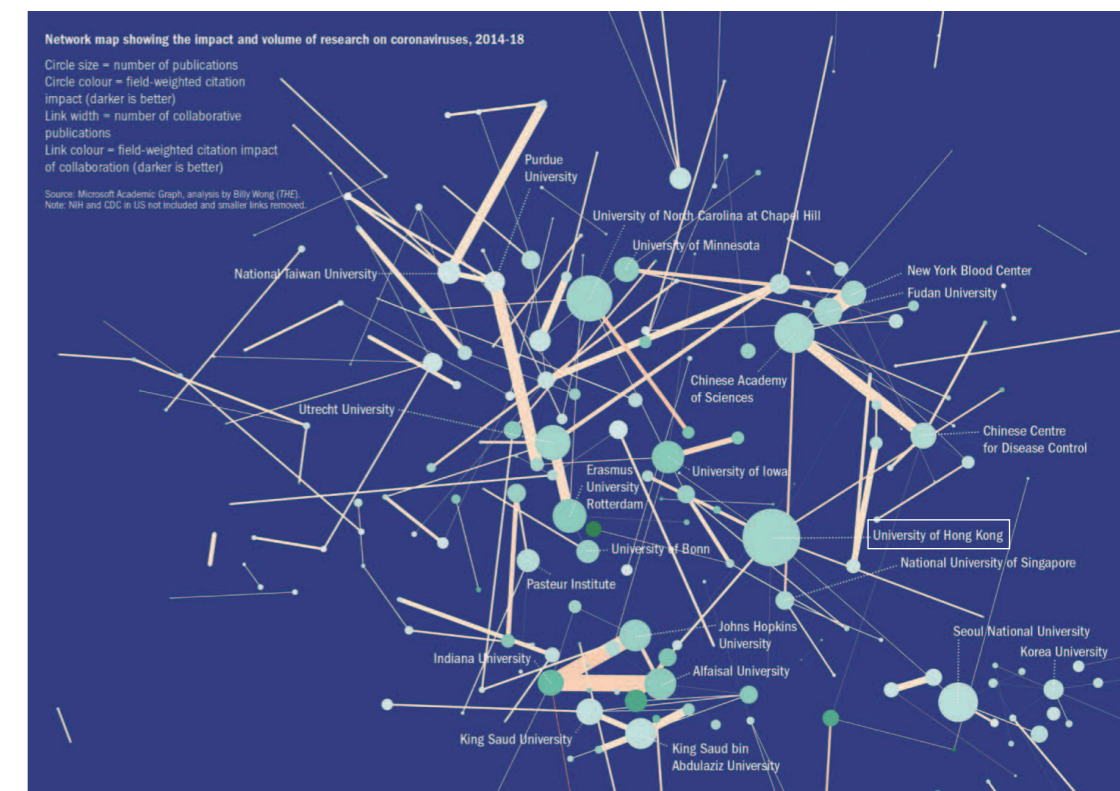 Network map showing the impact and volume of research on coronaviruses, 2014-18
Circle size = number of publications
Circle colour = field-weighted citation
impact (darker is better)
Link width = number of collaborative
publications
Link colour = field-weighted citation impact
of collaboration (darker is better)
Source: Microsoft Academic Graph, analysis by Billy Wong (THE).
Note: NIH and CDC in US not included and smaller links removed.
Purdue
University
University of North Carolina at Chapel Hill
University of Minnesota
National Taiwan University
New York Blood Center
Fudan University
Chinese Academy
of Sciences
Utrecht University
Chinese Centre
for Disease Control
Erasmus
University
Rotterdam
University of Iowa
University of Hong Kong
University of Bonn
National University of Singapore
Pasteur Institute
Johns Hopkins
University
Seoul National University
Korea University
Indiana University
Alfaisal University
King Saud University
King Saud bin
Abdulaziz University